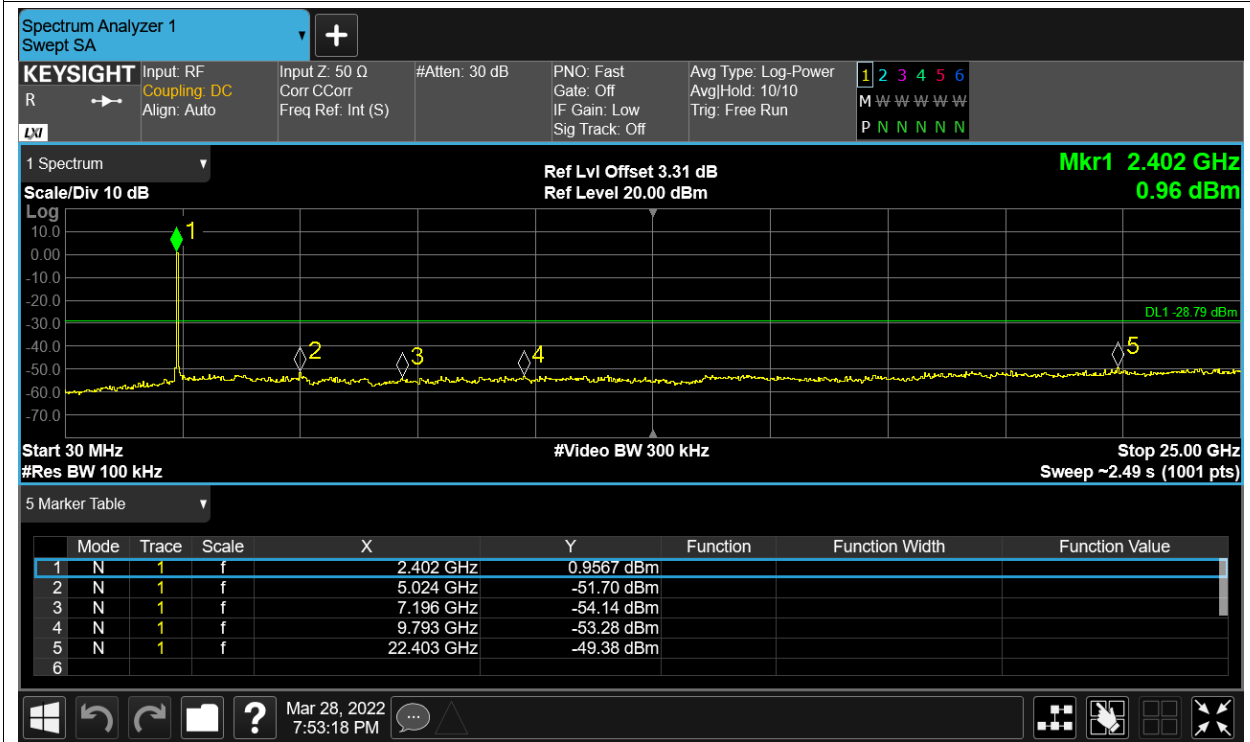 Spectrum Analyzer 1
Swept SA
+
KEYSIGHT
R
LXI
Input: RF
Coupling: DC
Align: Auto
Input Z: 50 Ω
Corr CCorr
Freq Ref: Int (S)
#Atten: 30 dB
PNO: Fast
Gate: Off
IF Gain: Low
Sig Track: Off
Avg Type: Log-Power
Avg|Hold: 10/10
Trig: Free Run
1 2 3 4 5 6
M W W W W W
P N N N N N
1 Spectrum
Scale/Div 10 dB
Ref Lvl Offset 3.31 dB
Ref Level 20.00 dBm
Mkr1 2.402 GHz
0.96 dBm
Log
10.0
0.00
-10.0
-20.0
-30.0
-40.0
-50.0
-60.0
-70.0
1
2
3
4
5
DL1 -28.79 dBm
Start 30 MHz
#Res BW 100 kHz
#Video BW 300 kHz
Stop 25.00 GHz
Sweep ~2.49 s (1001 pts)
5 Marker Table
Mode Trace Scale X Y Function Function Width Function Value
1 N 1 f 2.402 GHz 0.9567 dBm
2 N 1 f 5.024 GHz -51.70 dBm
3 N 1 f 7.196 GHz -54.14 dBm
4 N 1 f 9.793 GHz -53.28 dBm
5 N 1 f 22.403 GHz -49.38 dBm
6
?
Mar 28, 2022
7:53:18 PM